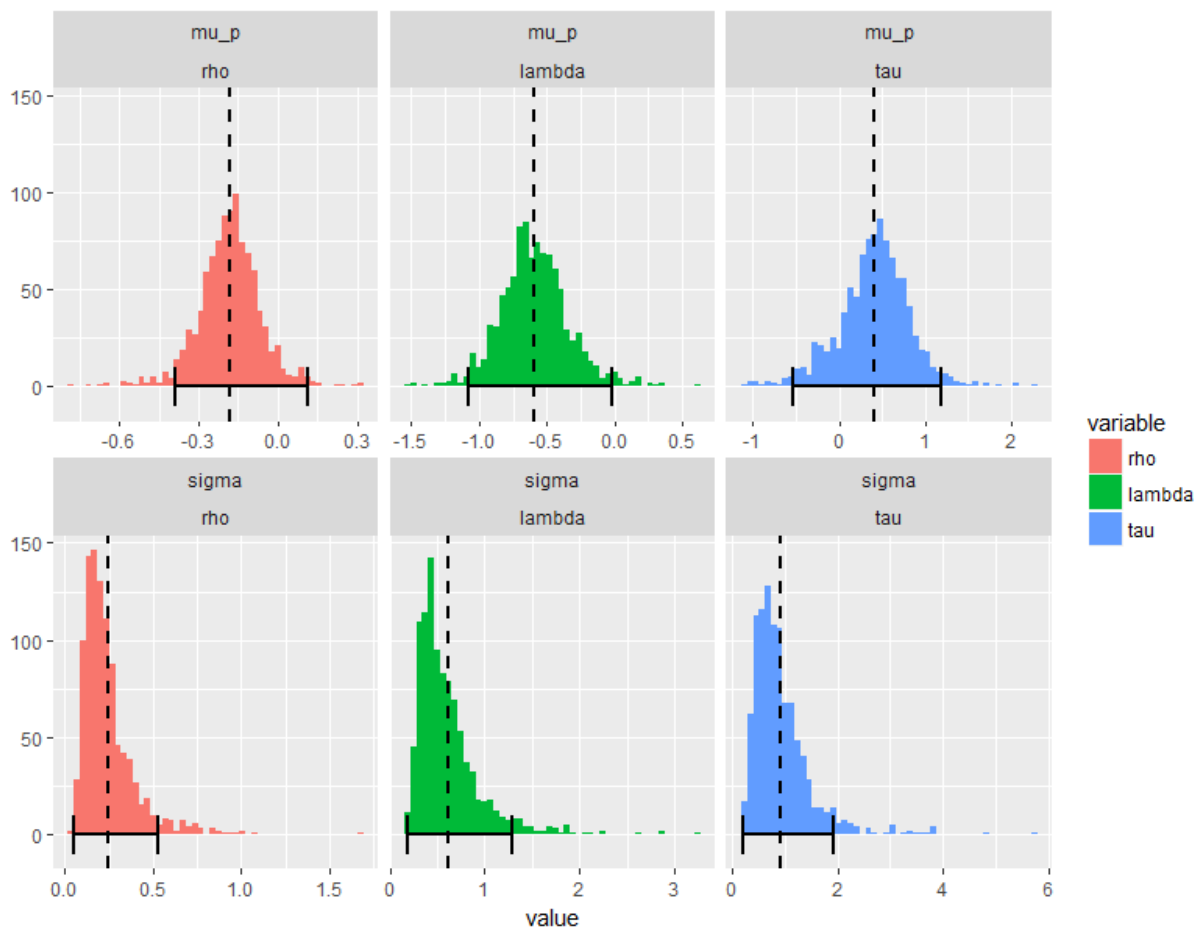 mu_p mu_p mu_p
rho lambda tau
150
100
50
0
-0.6 -0.3 0.0 0.3 -1.5 -1.0 -0.5 0.0 0.5 -1 0 1 2
variable
rho
lambda
tau
sigma sigma sigma
rho lambda tau
150
100
50
0
0.0 0.5 1.0 1.5 0 1 2 3 0 2 4 6
value